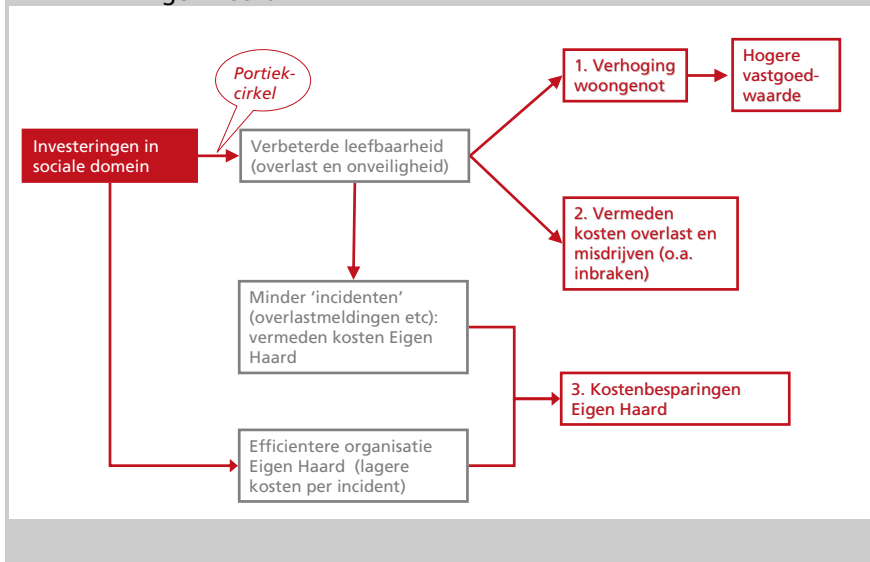 Portiek-
cirkel
Investeringen in
sociale domein
Verbeterde leefbaarheid
(overlast en onveiligheid)
1. Verhoging
woongenot
Hogere
vastgoed-
waarde
2. Vermeden
kosten overlast en
misdrijven (o.a.
inbraken)
Minder ‘incidenten’
(overlastmeldingen etc):
vermeden kosten Eigen
Haard
3. Kostenbesparingen
Eigen Haard
Efficientere organisatie
Eigen Haard (lagere
kosten per incident)